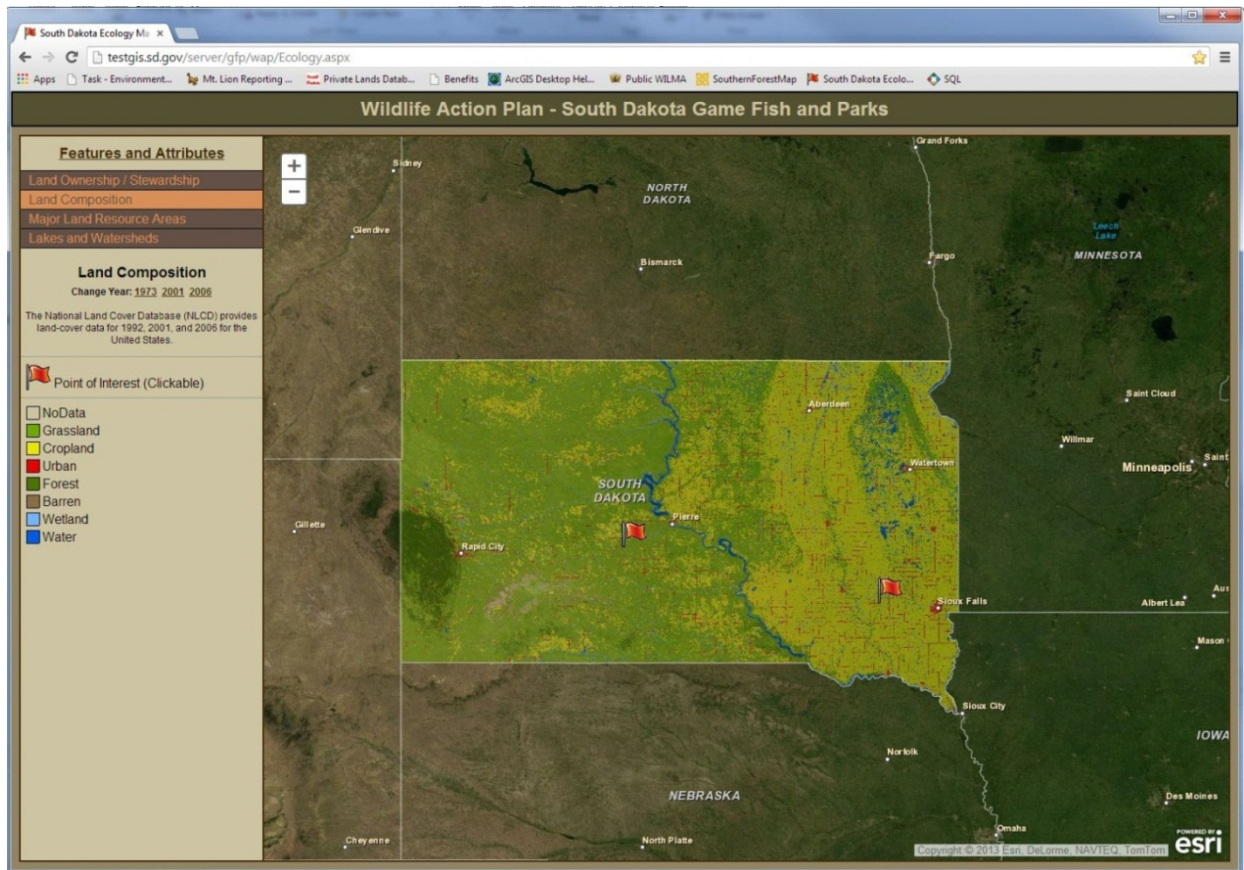 South Dakota Ecology Ma
testgis.sd.gov/server/gfp/wap/Ecology.aspx
Apps Task - Environment... Mt. Lion Reporting ... Private Lands Datab... Benefits ArcGIS Desktop Hel... Public WILMA SouthernForestMap South Dakota Ecolo... SQL
Wildlife Action Plan - South Dakota Game Fish and Parks
Features and Attributes
Land Ownership / Stewardship
Land Composition
Major Land Resource Areas
Lakes and Watersheds
Land Composition
Change Year: 1973 2001 2006
The National Land Cover Database (NLCD) provides
land-cover data for 1992, 2001, and 2006 for the
United States.
Point of Interest (Clickable)
NoData
Grassland
Cropland
Urban
Forest
Barren
Wetland
Water
+
−
Grand Forks
Sidney
NORTH
DAKOTA
Glendive
Leech
Lake
Fargo
MINNESOTA
Bismarck
Saint Cloud
Aberdeen
Willmar
Watertown
Minneapolis
Saint
SOUTH
DAKOTA
Pierre
Gillette
Rapid City
Sioux Falls
Albert Lea
Aus
Mason
Sioux City
IOWA
Norfolk
NEBRASKA
Des Moines
Omaha
Cheyenne
North Platte
POWERED BY
esri
Copyright © 2013 Esri, DeLorme, NAVTEQ, TomTom